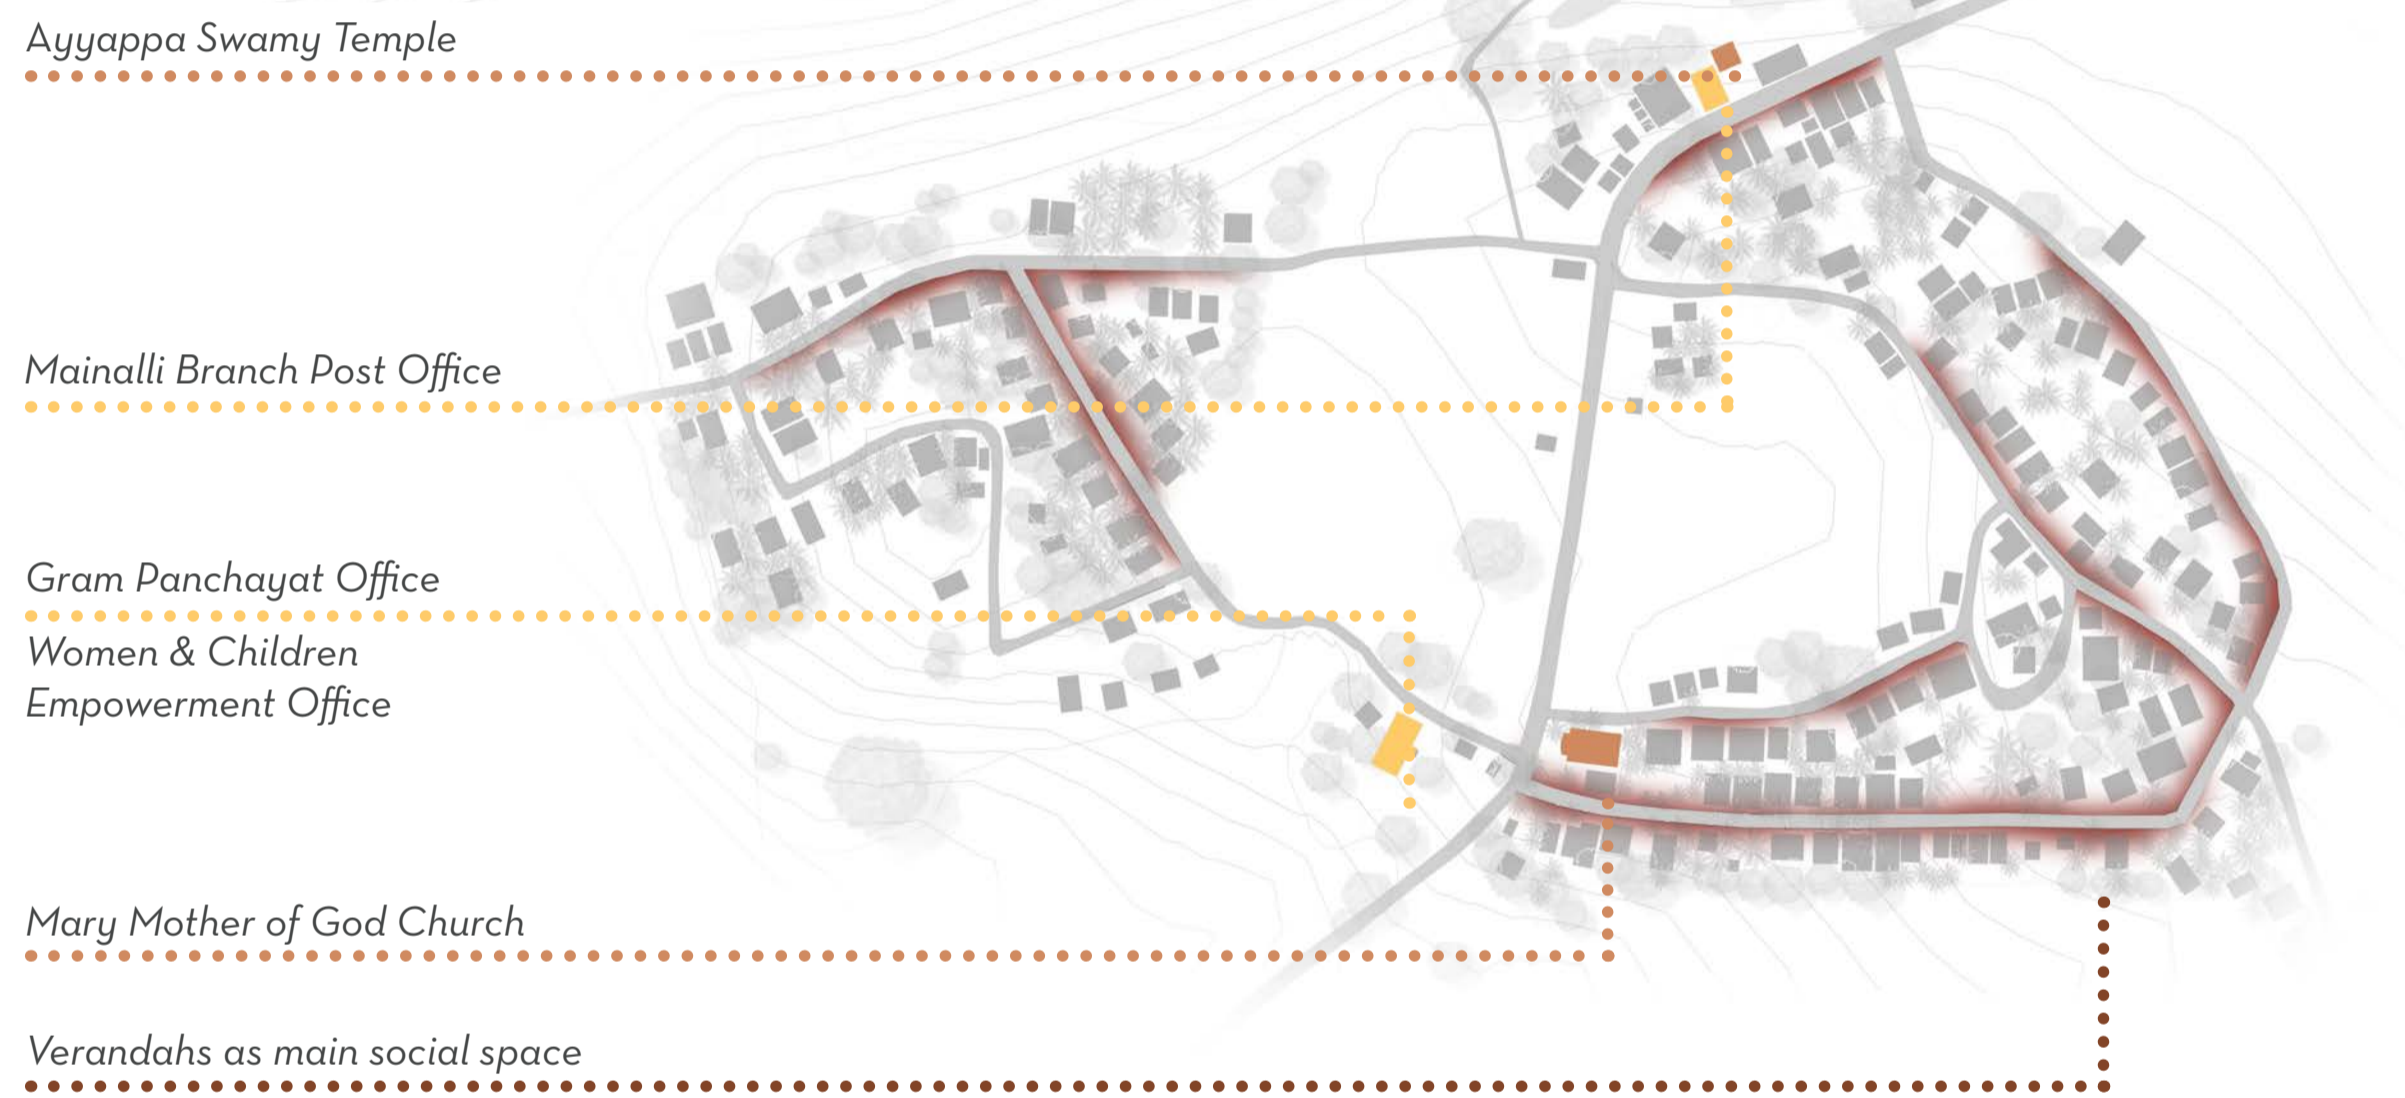 Ayyappa Swamy Temple
Mainalli Branch Post Office
Gram Panchayat Office
Women & Children
Empowerment Office
Mary Mother of God Church
Verandahs as main social space